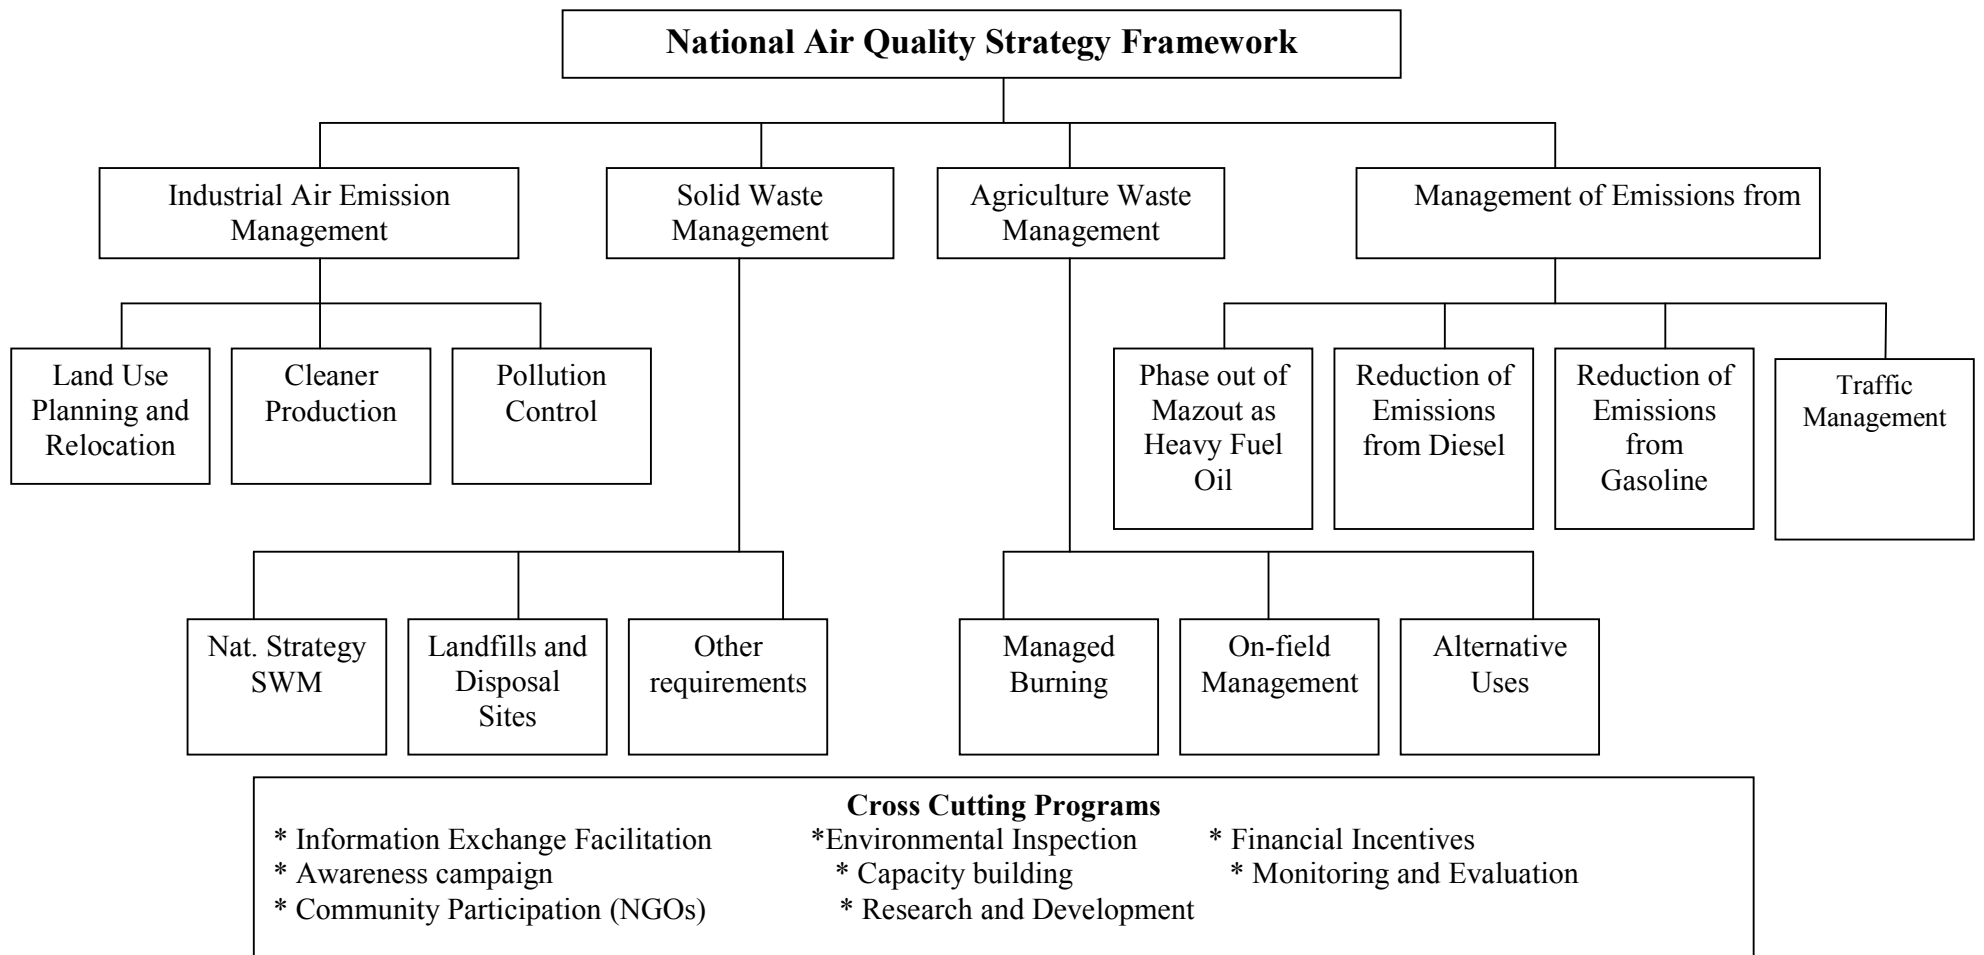 National Air Quality Strategy Framework
Industrial Air Emission
Management
Solid Waste
Management
Agriculture Waste
Management
Management of Emissions from
Land Use
Planning and
Relocation
Cleaner
Production
Pollution
Control
Phase out of
Mazout as
Heavy Fuel
Oil
Reduction of
Emissions
from Diesel
Reduction of
Emissions
from
Gasoline
Traffic
Management
Nat. Strategy
SWM
Landfills and
Disposal
Sites
Other
requirements
Managed
Burning
On-field
Management
Alternative
Uses
Cross Cutting Programs
* Information Exchange Facilitation *Environmental Inspection * Financial Incentives
* Awareness campaign * Capacity building * Monitoring and Evaluation
* Community Participation (NGOs) * Research and Development